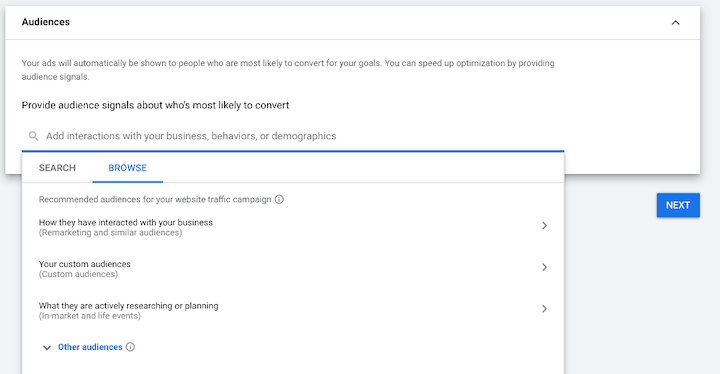 Audiences
Your ads will automatically be shown to people who are most likely to convert for your goals. You can speed up optimization by providing
audience signals.
Provide audience signals about who's most likely to convert
Add interactions with your business, behaviors, or demographics
SEARCH BROWSE
Recommended audiences for your website traffic campaign
NEXT
How they have interacted with your business
(Remarketing and similar audiences)
Your custom audiences
(Custom audiences)
What they are actively researching or planning
(In-market and life events)
Other audiences